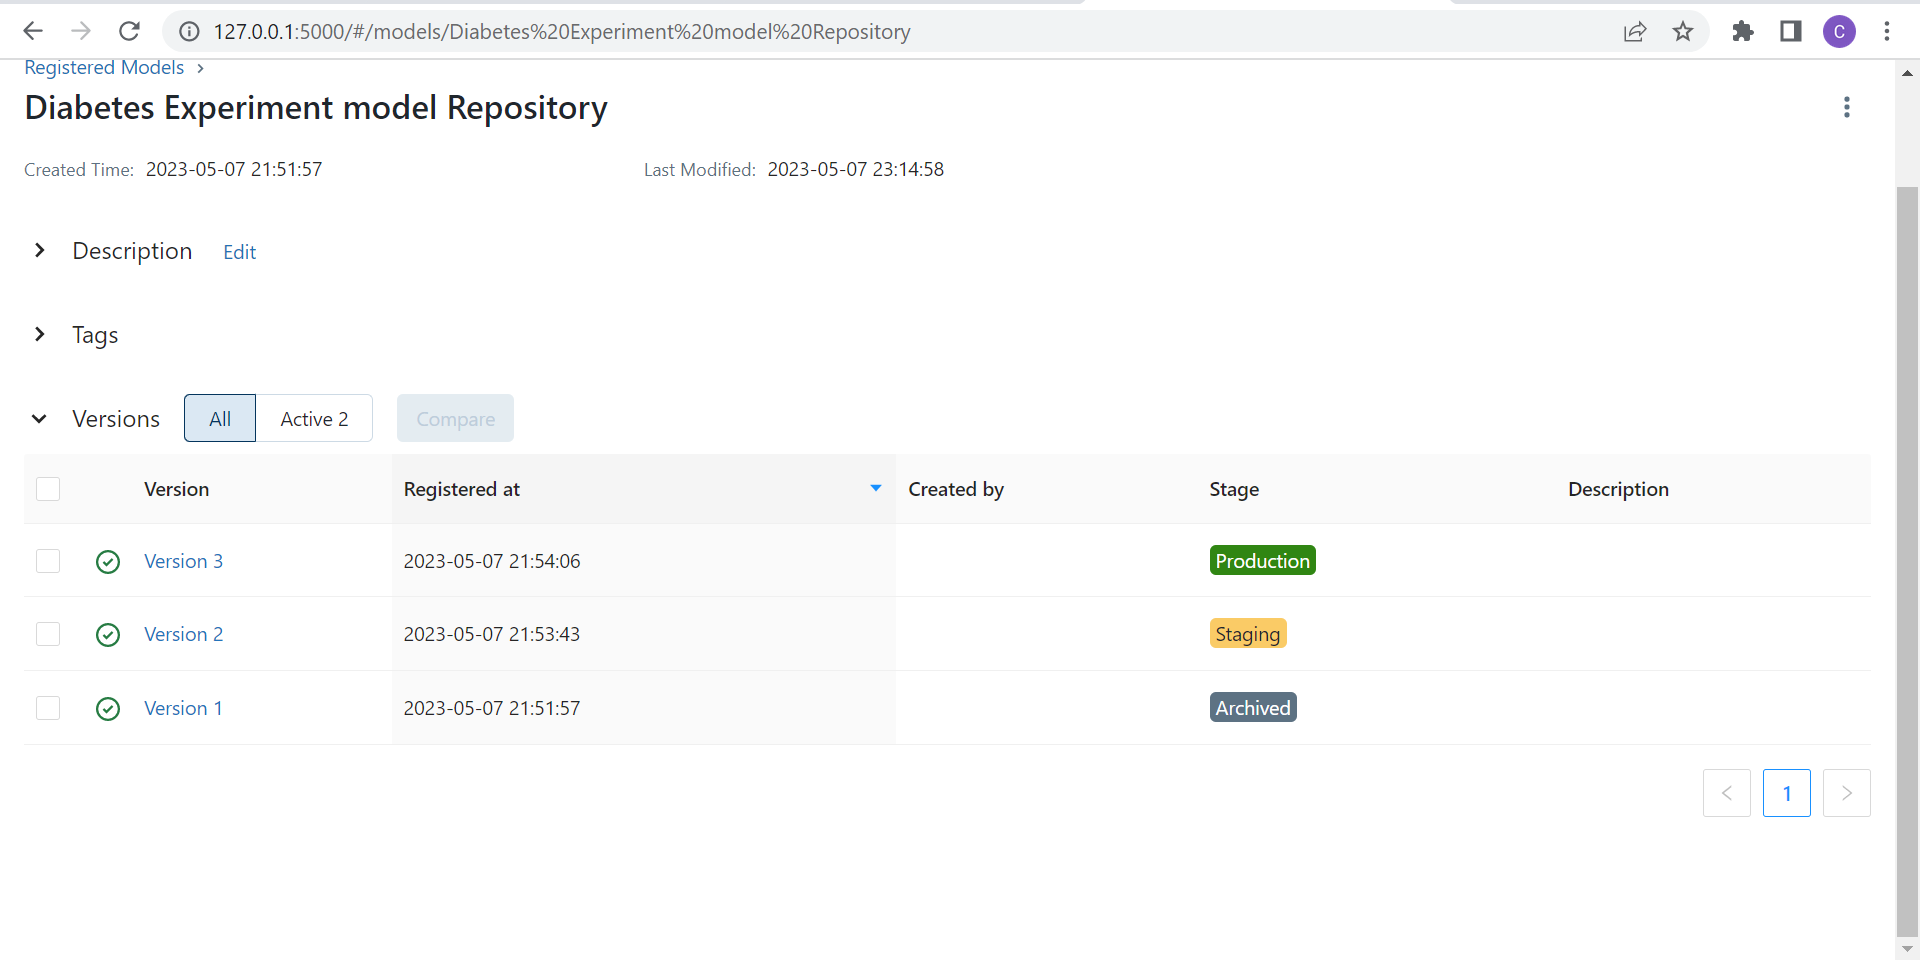 127.0.0.1:5000/#/models/Diabetes%20Experiment%20model%20Repository
C
Registered Models
Diabetes Experiment model Repository
Created Time: 2023-05-07 21:51:57 Last Modified: 2023-05-07 23:14:58
Description Edit
Tags
Versions All Active 2 Compare
Version Registered at Created by Stage Description
Version 3 2023-05-07 21:54:06 Production
Version 2 2023-05-07 21:53:43 Staging
Version 1 2023-05-07 21:51:57 Archived
1